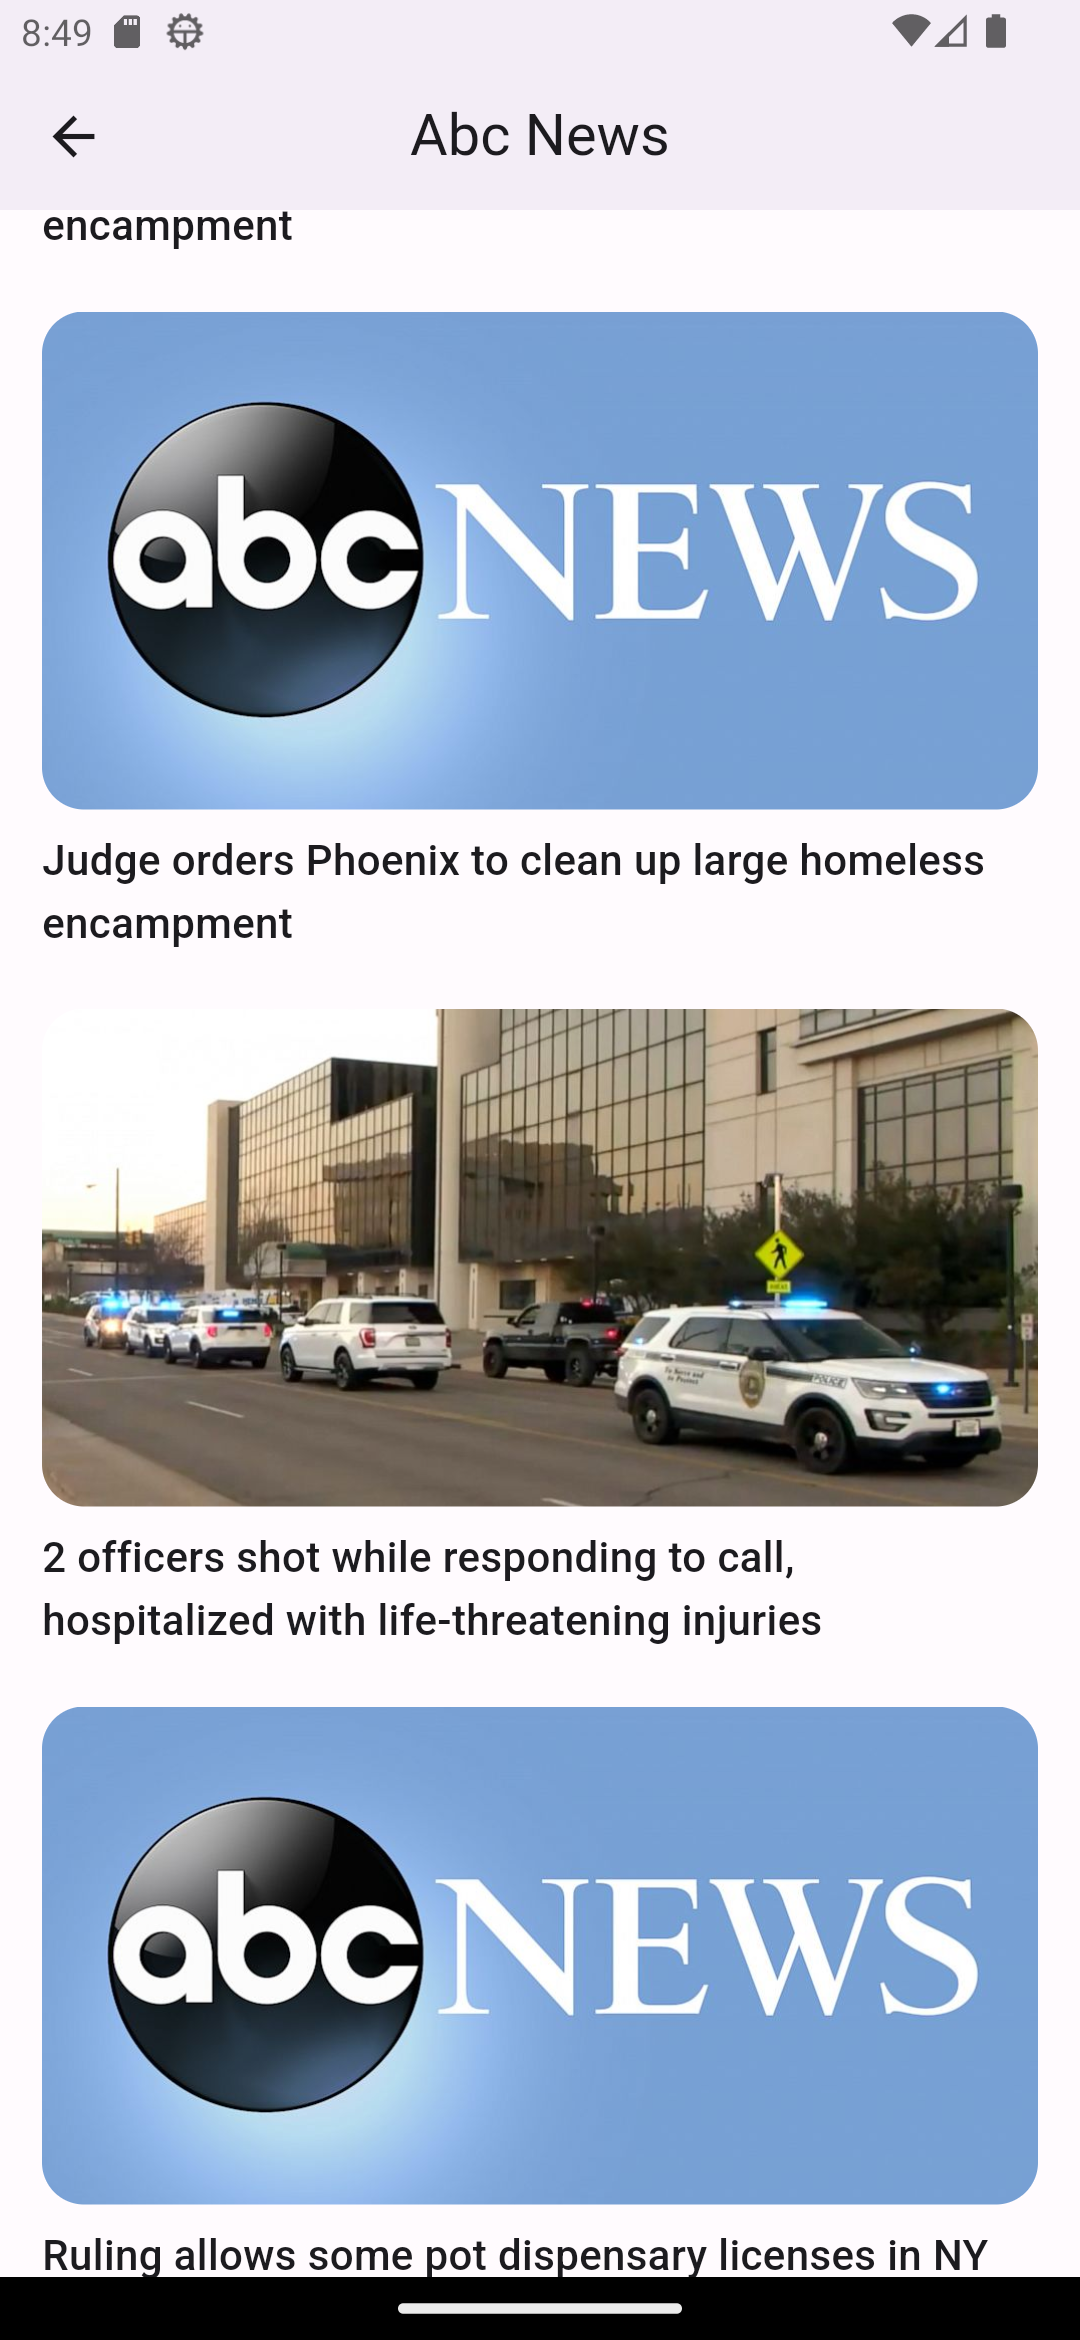 8:49
Abc News
encampment
abc NEWS
Judge orders Phoenix to clean up large homeless
encampment
POLICE
2 officers shot while responding to call,
hospitalized with life-threatening injuries
abc NEWS
Ruling allows some pot dispensary licenses in NY